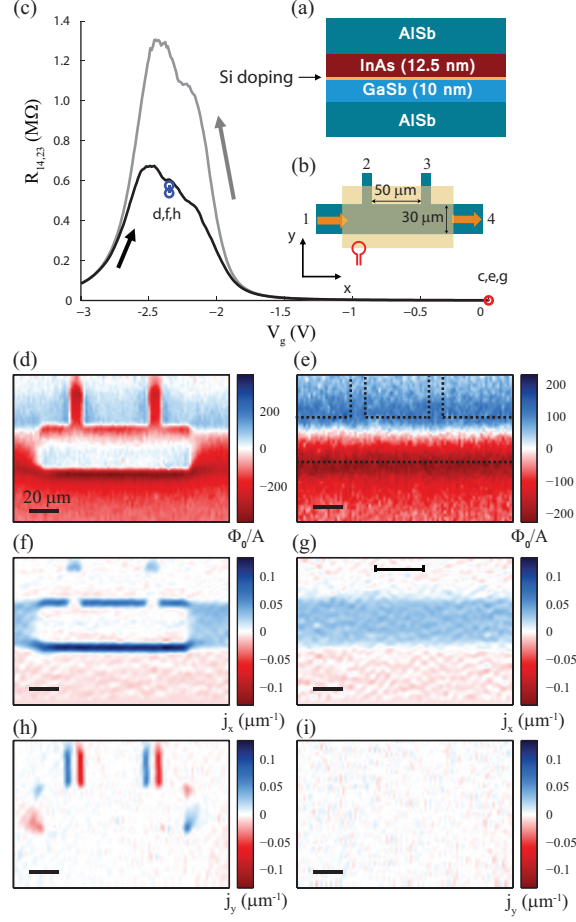 (c)
R14,23 (MΩ)
1.4
1.2
1
0.8
0.6
0.4
0.2
0
−3
−2.5
−2
−1.5
−1
−0.5
0
Vg (V)
d,f,h
c,e,g
(a)
AlSb
InAs (12.5 nm)
Si doping
GaSb (10 nm)
AlSb
(b)
2
3
50 μm
1
30 μm
4
y
x
(d)
20 μm
200
0
−200
Φ0/A
(e)
200
100
0
−100
−200
Φ0/A
(f)
0.1
0.05
0
−0.05
−0.1
jx (μm−1)
(g)
0.1
0.05
0
−0.05
−0.1
jx (μm−1)
(h)
0.1
0.05
0
−0.05
−0.1
jy (μm−1)
(i)
0.1
0.05
0
−0.05
−0.1
jy (μm−1)